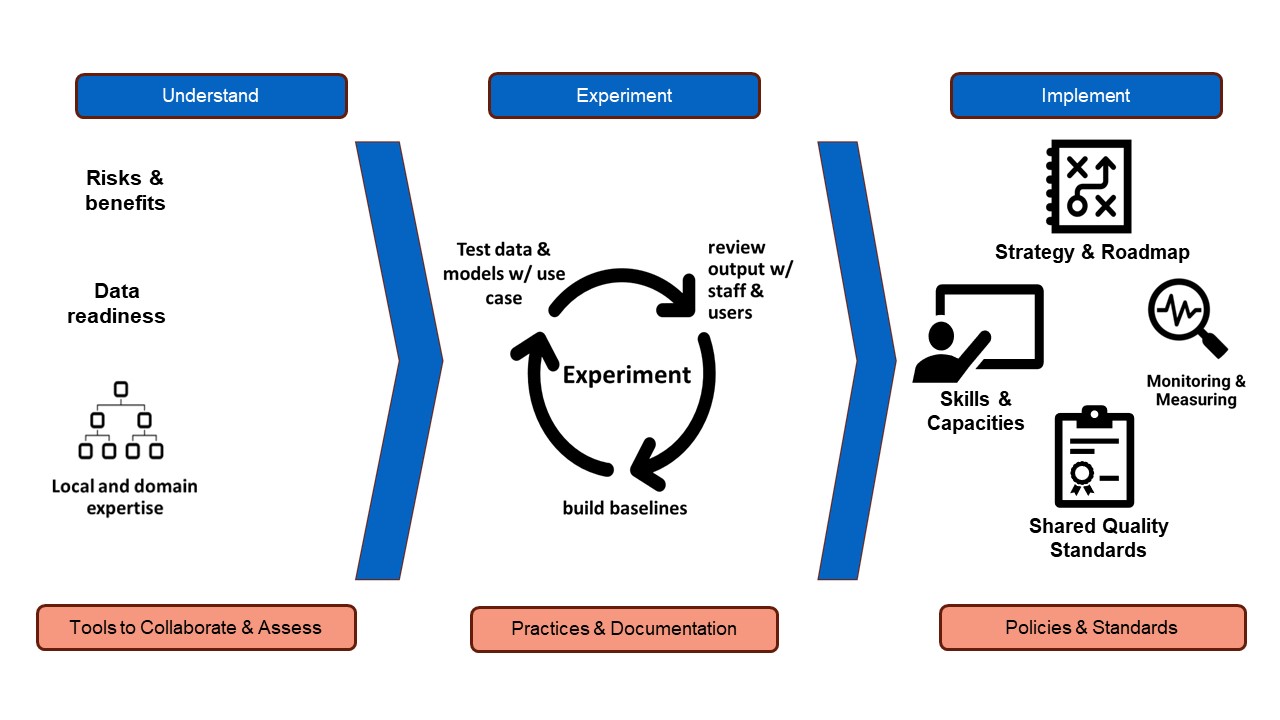 Understand
Experiment
Implement
Risks &
benefits
Data
readiness
Local and domain
expertise
Test data &
models w/ use
case
review
output w/
staff &
users
Experiment
build baselines
Strategy & Roadmap
Skills &
Capacities
Monitoring &
Measuring
Shared Quality
Standards
Tools to Collaborate & Assess
Practices & Documentation
Policies & Standards